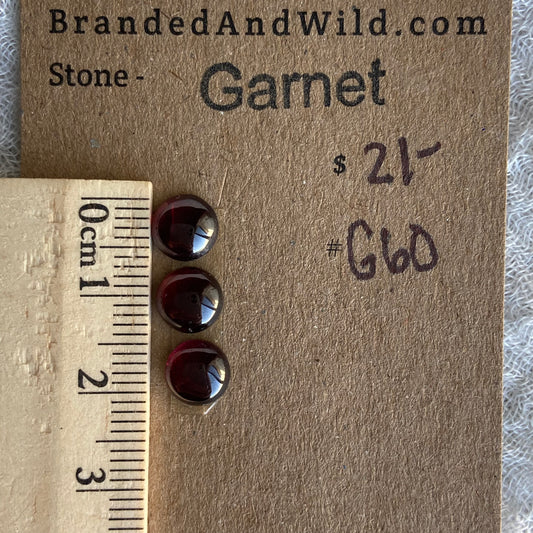 BrandedAndWild.com
Stone - Garnet
$ 21-
# G60
0cm 1 2 3